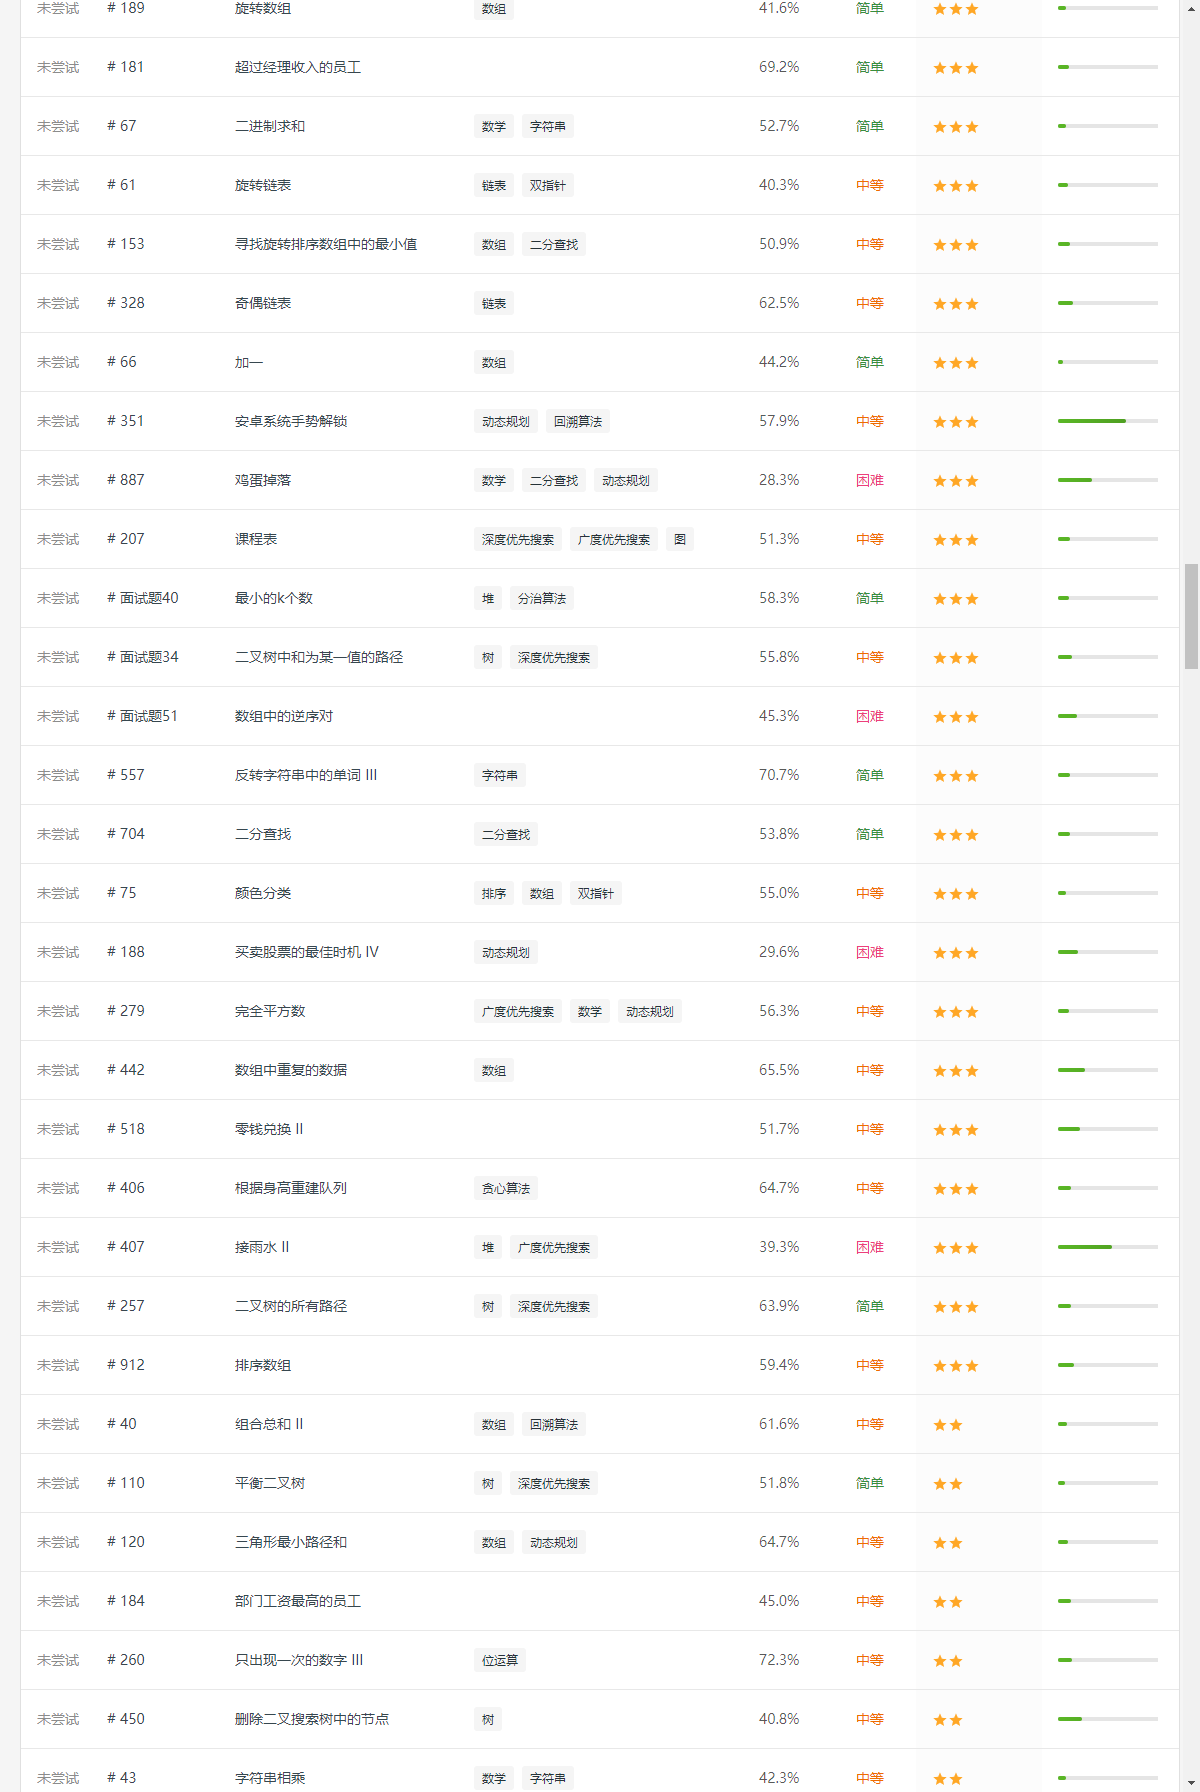 未尝试 # 189 旋转数组 数组 41.6% 简单
未尝试 # 181 超过经理收入的员工 69.2% 简单
未尝试 # 67 二进制求和 数学 字符串 52.7% 简单
未尝试 # 61 旋转链表 链表 双指针 40.3% 中等
未尝试 # 153 寻找旋转排序数组中的最小值 数组 二分查找 50.9% 中等
未尝试 # 328 奇偶链表 链表 62.5% 中等
未尝试 # 66 加一 数组 44.2% 简单
未尝试 # 351 安卓系统手势解锁 动态规划 回溯算法 57.9% 中等
未尝试 # 887 鸡蛋掉落 数学 二分查找 动态规划 28.3% 困难
未尝试 # 207 课程表 深度优先搜索 广度优先搜索 图 51.3% 中等
未尝试 # 面试题40 最小的k个数 堆 分治算法 58.3% 简单
未尝试 # 面试题34 二叉树中和为某一值的路径 树 深度优先搜索 55.8% 中等
未尝试 # 面试题51 数组中的逆序对 45.3% 困难
未尝试 # 557 反转字符串中的单词 III 字符串 70.7% 简单
未尝试 # 704 二分查找 二分查找 53.8% 简单
未尝试 # 75 颜色分类 排序 数组 双指针 55.0% 中等
未尝试 # 188 买卖股票的最佳时机 IV 动态规划 29.6% 困难
未尝试 # 279 完全平方数 广度优先搜索 数学 动态规划 56.3% 中等
未尝试 # 442 数组中重复的数据 数组 65.5% 中等
未尝试 # 518 零钱兑换 II 51.7% 中等
未尝试 # 406 根据身高重建队列 贪心算法 64.7% 中等
未尝试 # 407 接雨水 II 堆 广度优先搜索 39.3% 困难
未尝试 # 257 二叉树的所有路径 树 深度优先搜索 63.9% 简单
未尝试 # 912 排序数组 59.4% 中等
未尝试 # 40 组合总和 II 数组 回溯算法 61.6% 中等
未尝试 # 110 平衡二叉树 树 深度优先搜索 51.8% 简单
未尝试 # 120 三角形最小路径和 数组 动态规划 64.7% 中等
未尝试 # 184 部门工资最高的员工 45.0% 中等
未尝试 # 260 只出现一次的数字 III 位运算 72.3% 中等
未尝试 # 450 删除二叉搜索树中的节点 树 40.8% 中等
未尝试 # 43 字符串相乘 数学 字符串 42.3% 中等